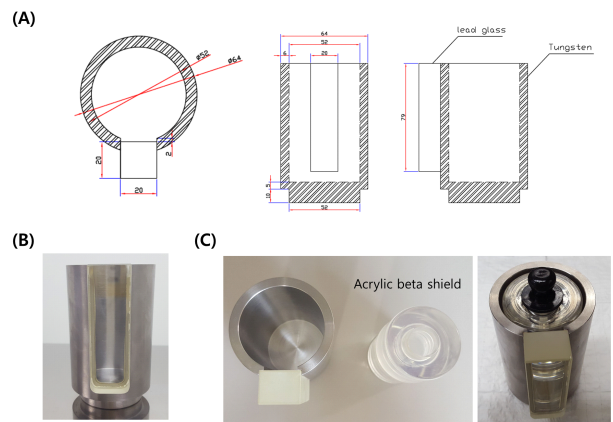 (A)
ø52
ø64
20
2
20
64
52
6
20
5
10
52
lead glass
Tungsten
79
(B)
(C)
Acrylic beta shield